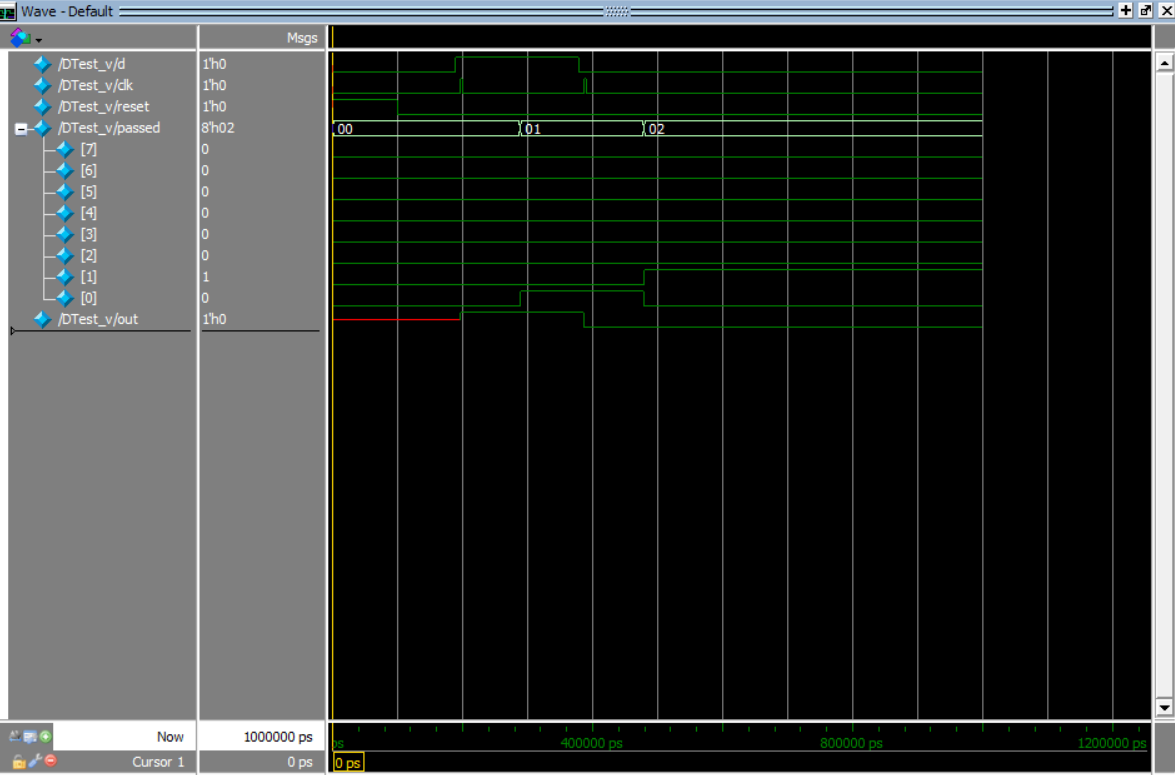 Wave - Default
Msgs
/DTest_v/d 1'h0
/DTest_v/clk 1'h0
/DTest_v/reset 1'h0
/DTest_v/passed 8'h02 00 01 02
[7] 0
[6] 0
[5] 0
[4] 0
[3] 0
[2] 0
[1] 1
[0] 0
/DTest_v/out 1'h0
Now 1000000 ps ps 400000 ps 800000 ps 1200000 ps
Cursor 1 0 ps 0 ps